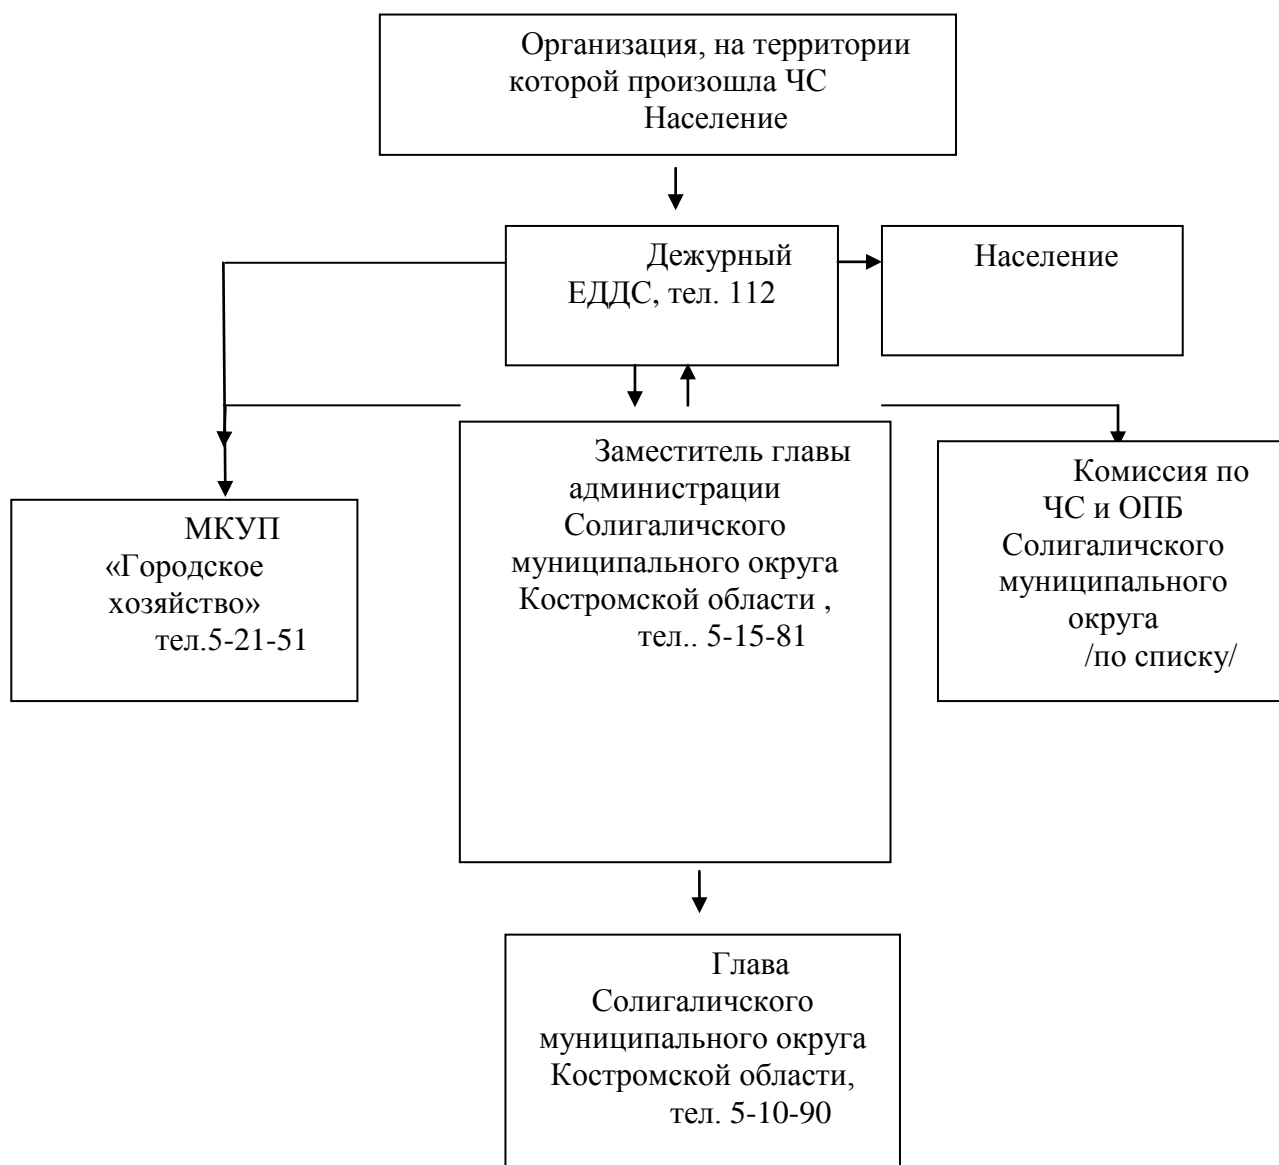 Организация, на территории
которой произошла ЧС
Население
Дежурный
ЕДДС, тел. 112
Население
Заместитель главы
администрации
Солигаличского
муниципального округа
Костромской области ,
тел.. 5-15-81
Комиссия по
ЧС и ОПБ
Солигаличского
муниципального
округа
/по списку/
МКУП
«Городское
хозяйство»
тел.5-21-51
Глава
Солигаличского
муниципального округа
Костромской области,
тел. 5-10-90